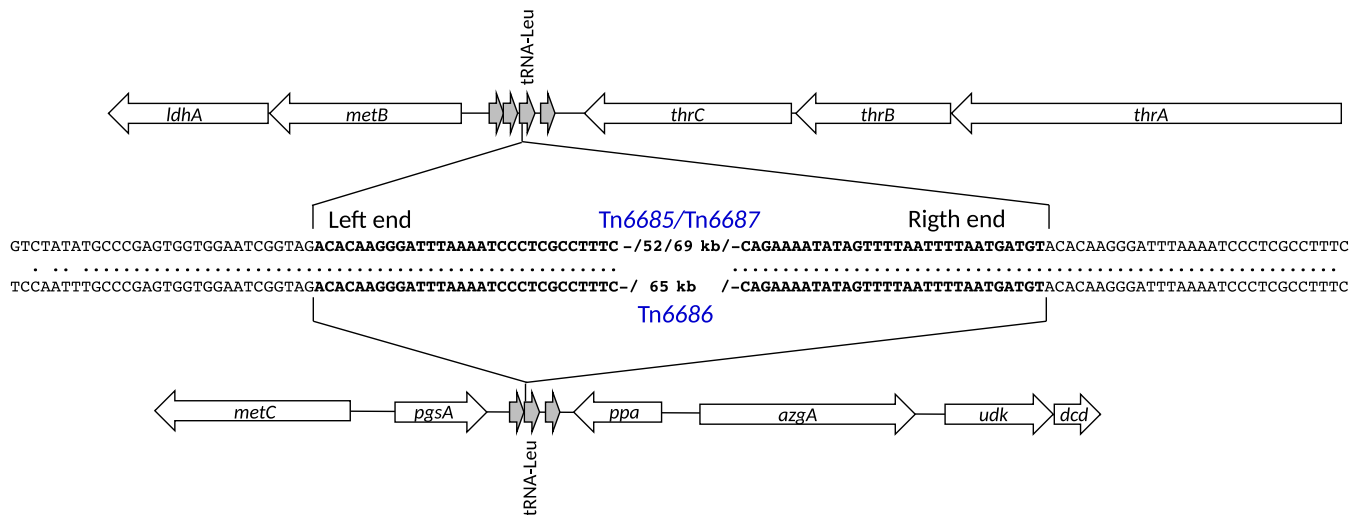 tRNA-Leu
ldhA metB thrC thrB thrA
Left end Tn6685/Tn6687 Rigth end
GTCTATATGCCCGAGTGGTGGAATCGGTAGACACAAGGGATTTAAAATCCCTCGCCTTTC -/52/69 kb/-CAGAAAATATAGTTTTAATTTTAATGATGTACACAAGGGATTTAAAATCCCTCGCCTTTC
TCCAATTTGCCCGAGTGGTGGAATCGGTAGACACAAGGGATTTAAAATCCCTCGCCTTTC-/ 65 kb /-CAGAAAATATAGTTTTAATTTTAATGATGTACACAAGGGATTTAAAATCCCTCGCCTTTC
Tn6686
metC pgsA ppa azgA udk dcd
tRNA-Leu